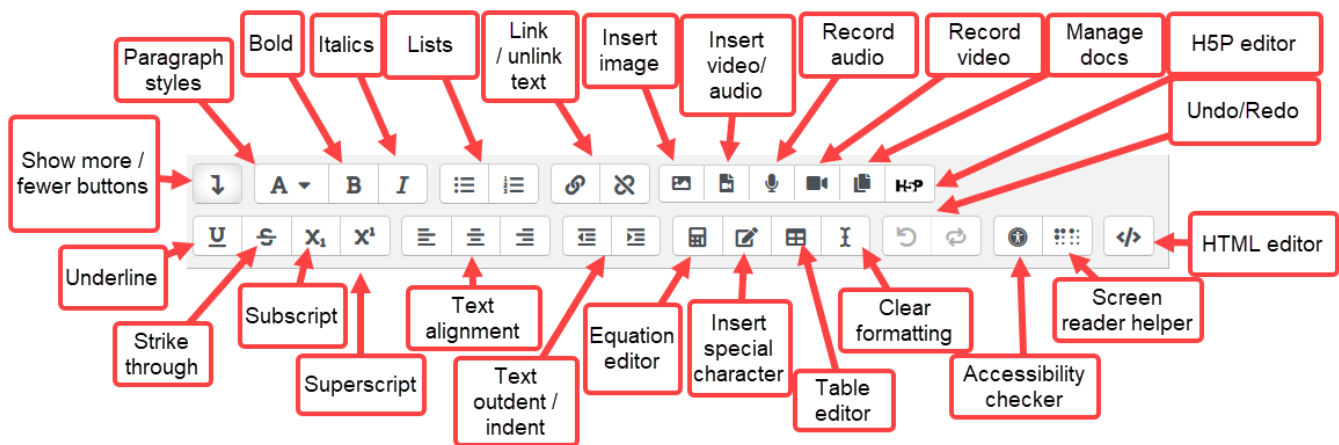 Paragraph
styles
Bold
Italics
Lists
Link
/ unlink
text
Insert
image
Insert
video/
audio
Record
audio
Record
video
Manage
docs
H5P editor
Undo/Redo
Show more /
fewer buttons
A B I
H5P
U S X₁ X¹
</>
HTML editor
Underline
Strike
through
Subscript
Superscript
Text
alignment
Text
outdent /
indent
Equation
editor
Insert
special
character
Table
editor
Clear
formatting
Accessibility
checker
Screen
reader helper